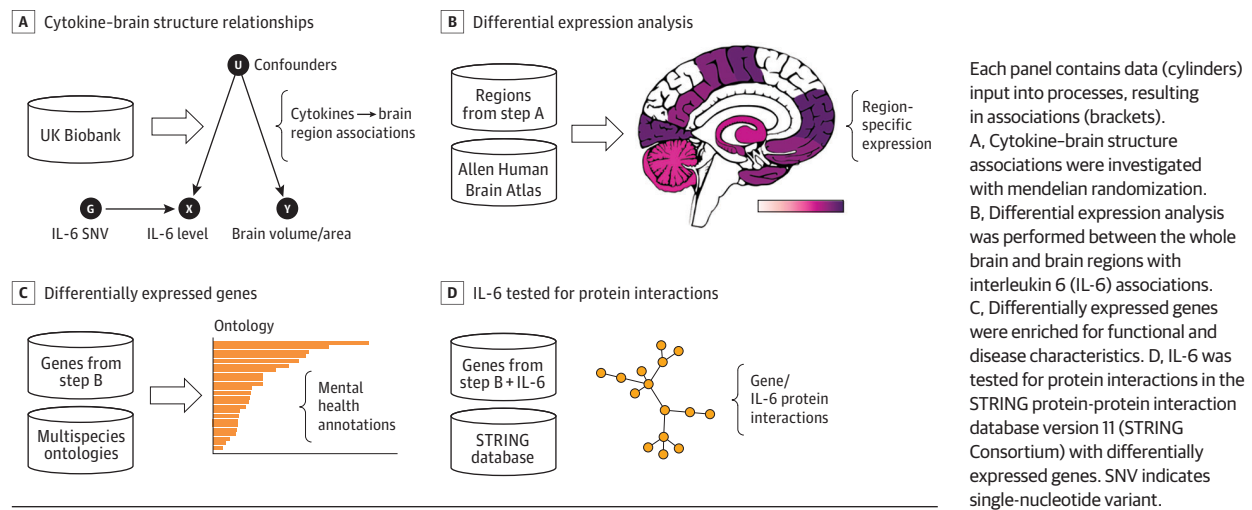 A Cytokine–brain structure relationships
U Confounders
UK Biobank
Cytokines → brain
region associations
G
X
Y
IL-6 SNV
IL-6 level
Brain volume/area
B Differential expression analysis
Regions
from step A
Allen Human
Brain Atlas
Region-
specific
expression
C Differentially expressed genes
Ontology
Genes from
step B
Multispecies
ontologies
Mental
health
annotations
D IL-6 tested for protein interactions
Genes from
step B + IL-6
STRING
database
Gene/
IL-6 protein
interactions
Each panel contains data (cylinders)
input into processes, resulting
in associations (brackets).
A, Cytokine–brain structure
associations were investigated
with mendelian randomization.
B, Differential expression analysis
was performed between the whole
brain and brain regions with
interleukin 6 (IL-6) associations.
C, Differentially expressed genes
were enriched for functional and
disease characteristics. D, IL-6 was
tested for protein interactions in the
STRING protein-protein interaction
database version 11 (STRING
Consortium) with differentially
expressed genes. SNV indicates
single-nucleotide variant.